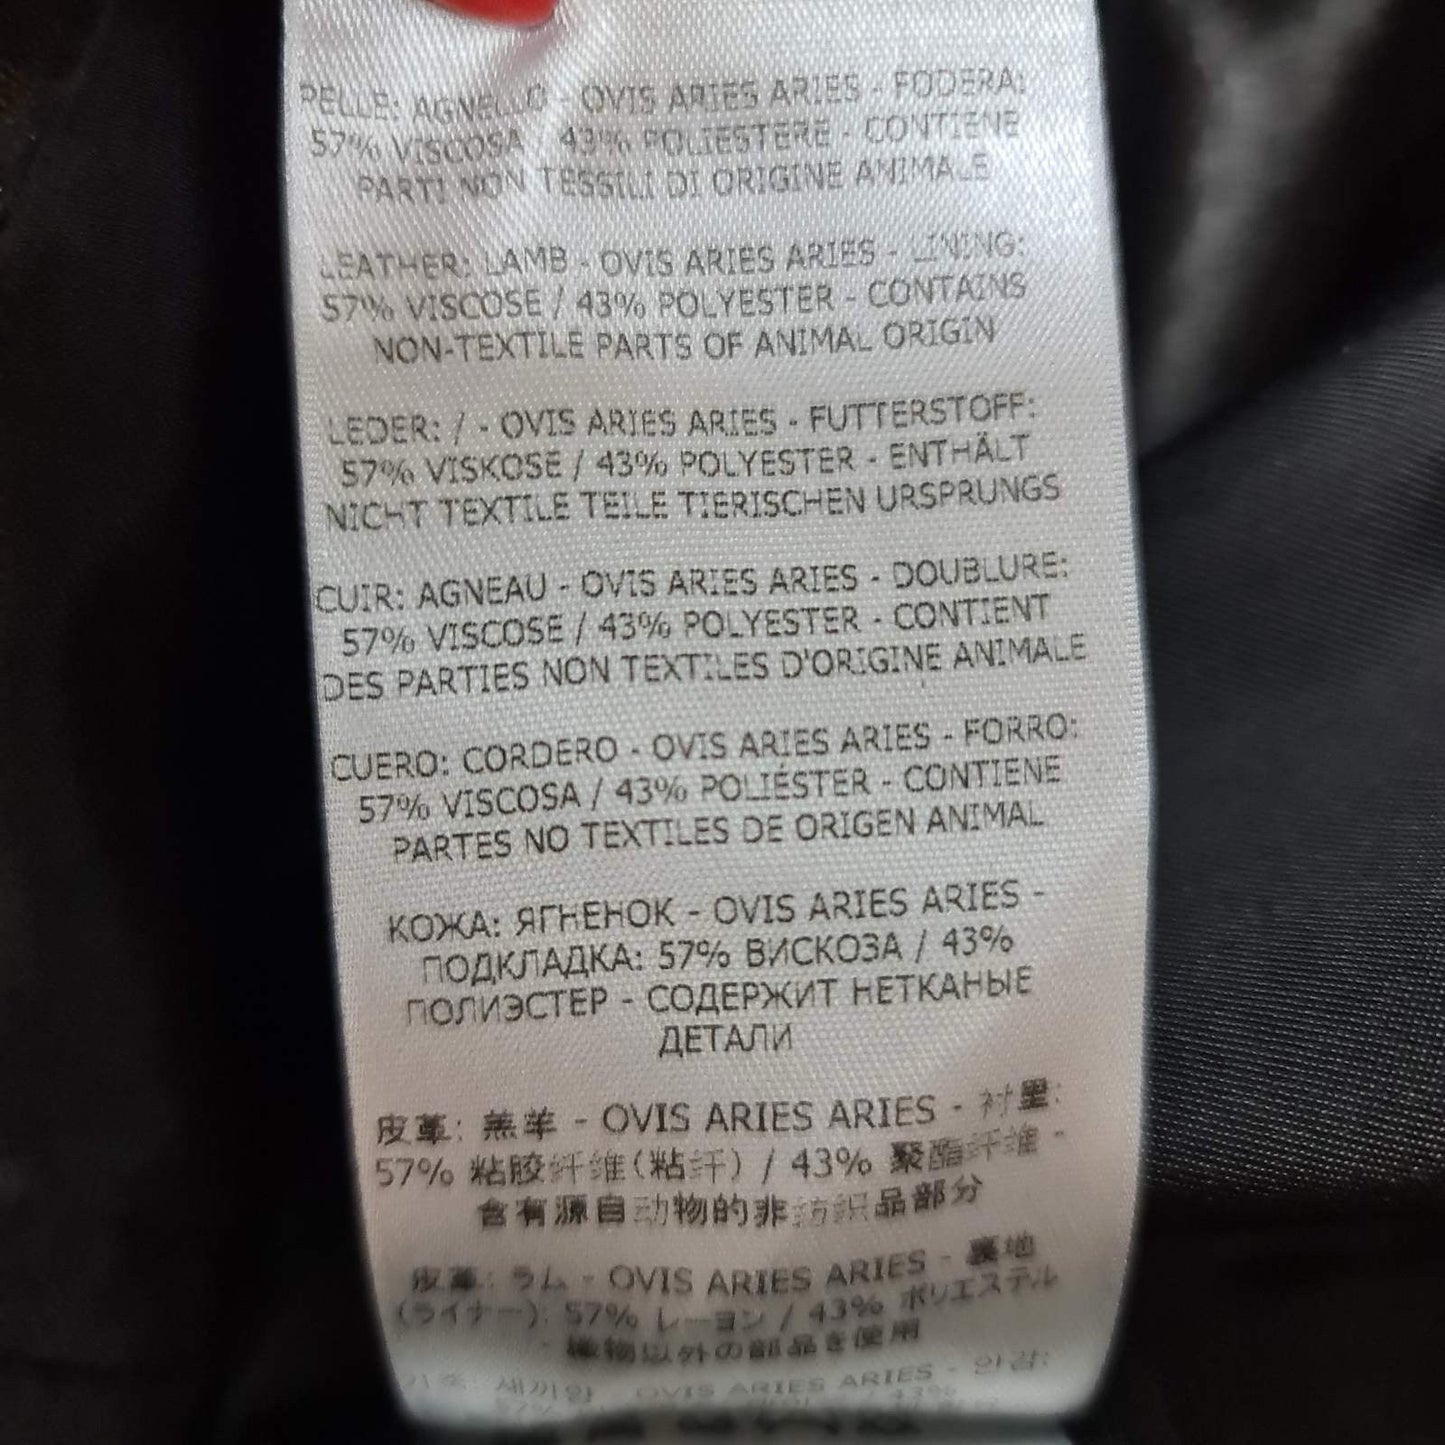 PELLE: AGNELLO - OVIS ARIES ARIES - FODERA:
57% VISCOSA / 43% POLIESTERE - CONTIENE
PARTI NON TESSILI DI ORIGINE ANIMALE
LEATHER: LAMB - OVIS ARIES ARIES - LINING:
57% VISCOSE / 43% POLYESTER - CONTAINS
NON-TEXTILE PARTS OF ANIMAL ORIGIN
LEDER: / - OVIS ARIES ARIES - FUTTERSTOFF:
57% VISKOSE / 43% POLYESTER - ENTHÄLT
NICHT TEXTILE TEILE TIERISCHEN URSPRUNGS
CUIR: AGNEAU - OVIS ARIES ARIES - DOUBLURE:
57% VISCOSE / 43% POLYESTER - CONTIENT
DES PARTIES NON TEXTILES D'ORIGINE ANIMALE
CUERO: CORDERO - OVIS ARIES ARIES - FORRO:
57% VISCOSA / 43% POLIÉSTER - CONTIENE
PARTES NO TEXTILES DE ORIGEN ANIMAL
КОЖА: ЯГНЕНОК - OVIS ARIES ARIES -
ПОДКЛАДКА: 57% ВИСКОЗА / 43%
ПОЛИЭСТЕР - СОДЕРЖИТ НЕТКАНЫЕ
ДЕТАЛИ
皮革: 羔羊 - OVIS ARIES ARIES - 衬里:
57% 粘胶纤维(粘纤) / 43% 聚酯纤维 -
含有源自动物的非纺织品部分
皮革: ラム - OVIS ARIES ARIES - 裏地
(ライナー): 57% レーヨン / 43% ポリエステル
- 織物以外の部品を使用
OVIS ARIES ARIES - 안감:
57% / 43%